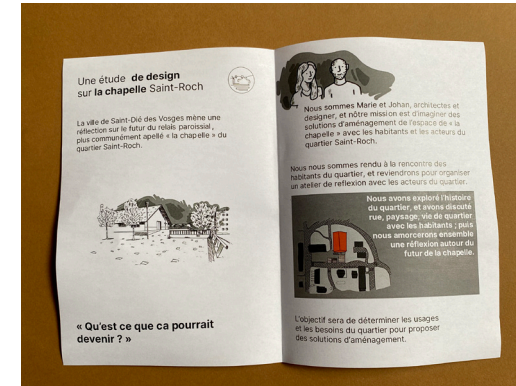 Une étude de design
sur la chapelle Saint-Roch
La ville de Saint-Dié des Vosges mène une
réflection sur le futur du relais paroissial,
plus communément apellé « la chapelle » du
quartier Saint-Roch.
« Qu'est ce que ca pourrait
devenir ? »
Nous sommes Marie et Johan, architectes et
designer, et nôtre mission est d'imaginer des
solutions d'aménagement de l'espace de « la
chapelle » avec les habitants et les acteurs du
quartier Saint-Roch.
Nous nous sommes rendu à la rencontre des
habitants du quartier, et reviendrons pour organiser
un atelier de reflexion avec les acteurs du quartier.
Nous avons exploré l'histoire
du quartier, et avons discuté
rue, paysage, vie de quartier
avec les habitants ; puis
nous amorcerons ensemble
une réflexion autour du
futur de la chapelle.
L'objectif sera de déterminer les usages
et les besoins du quartier pour proposer
des solutions d'aménagement.